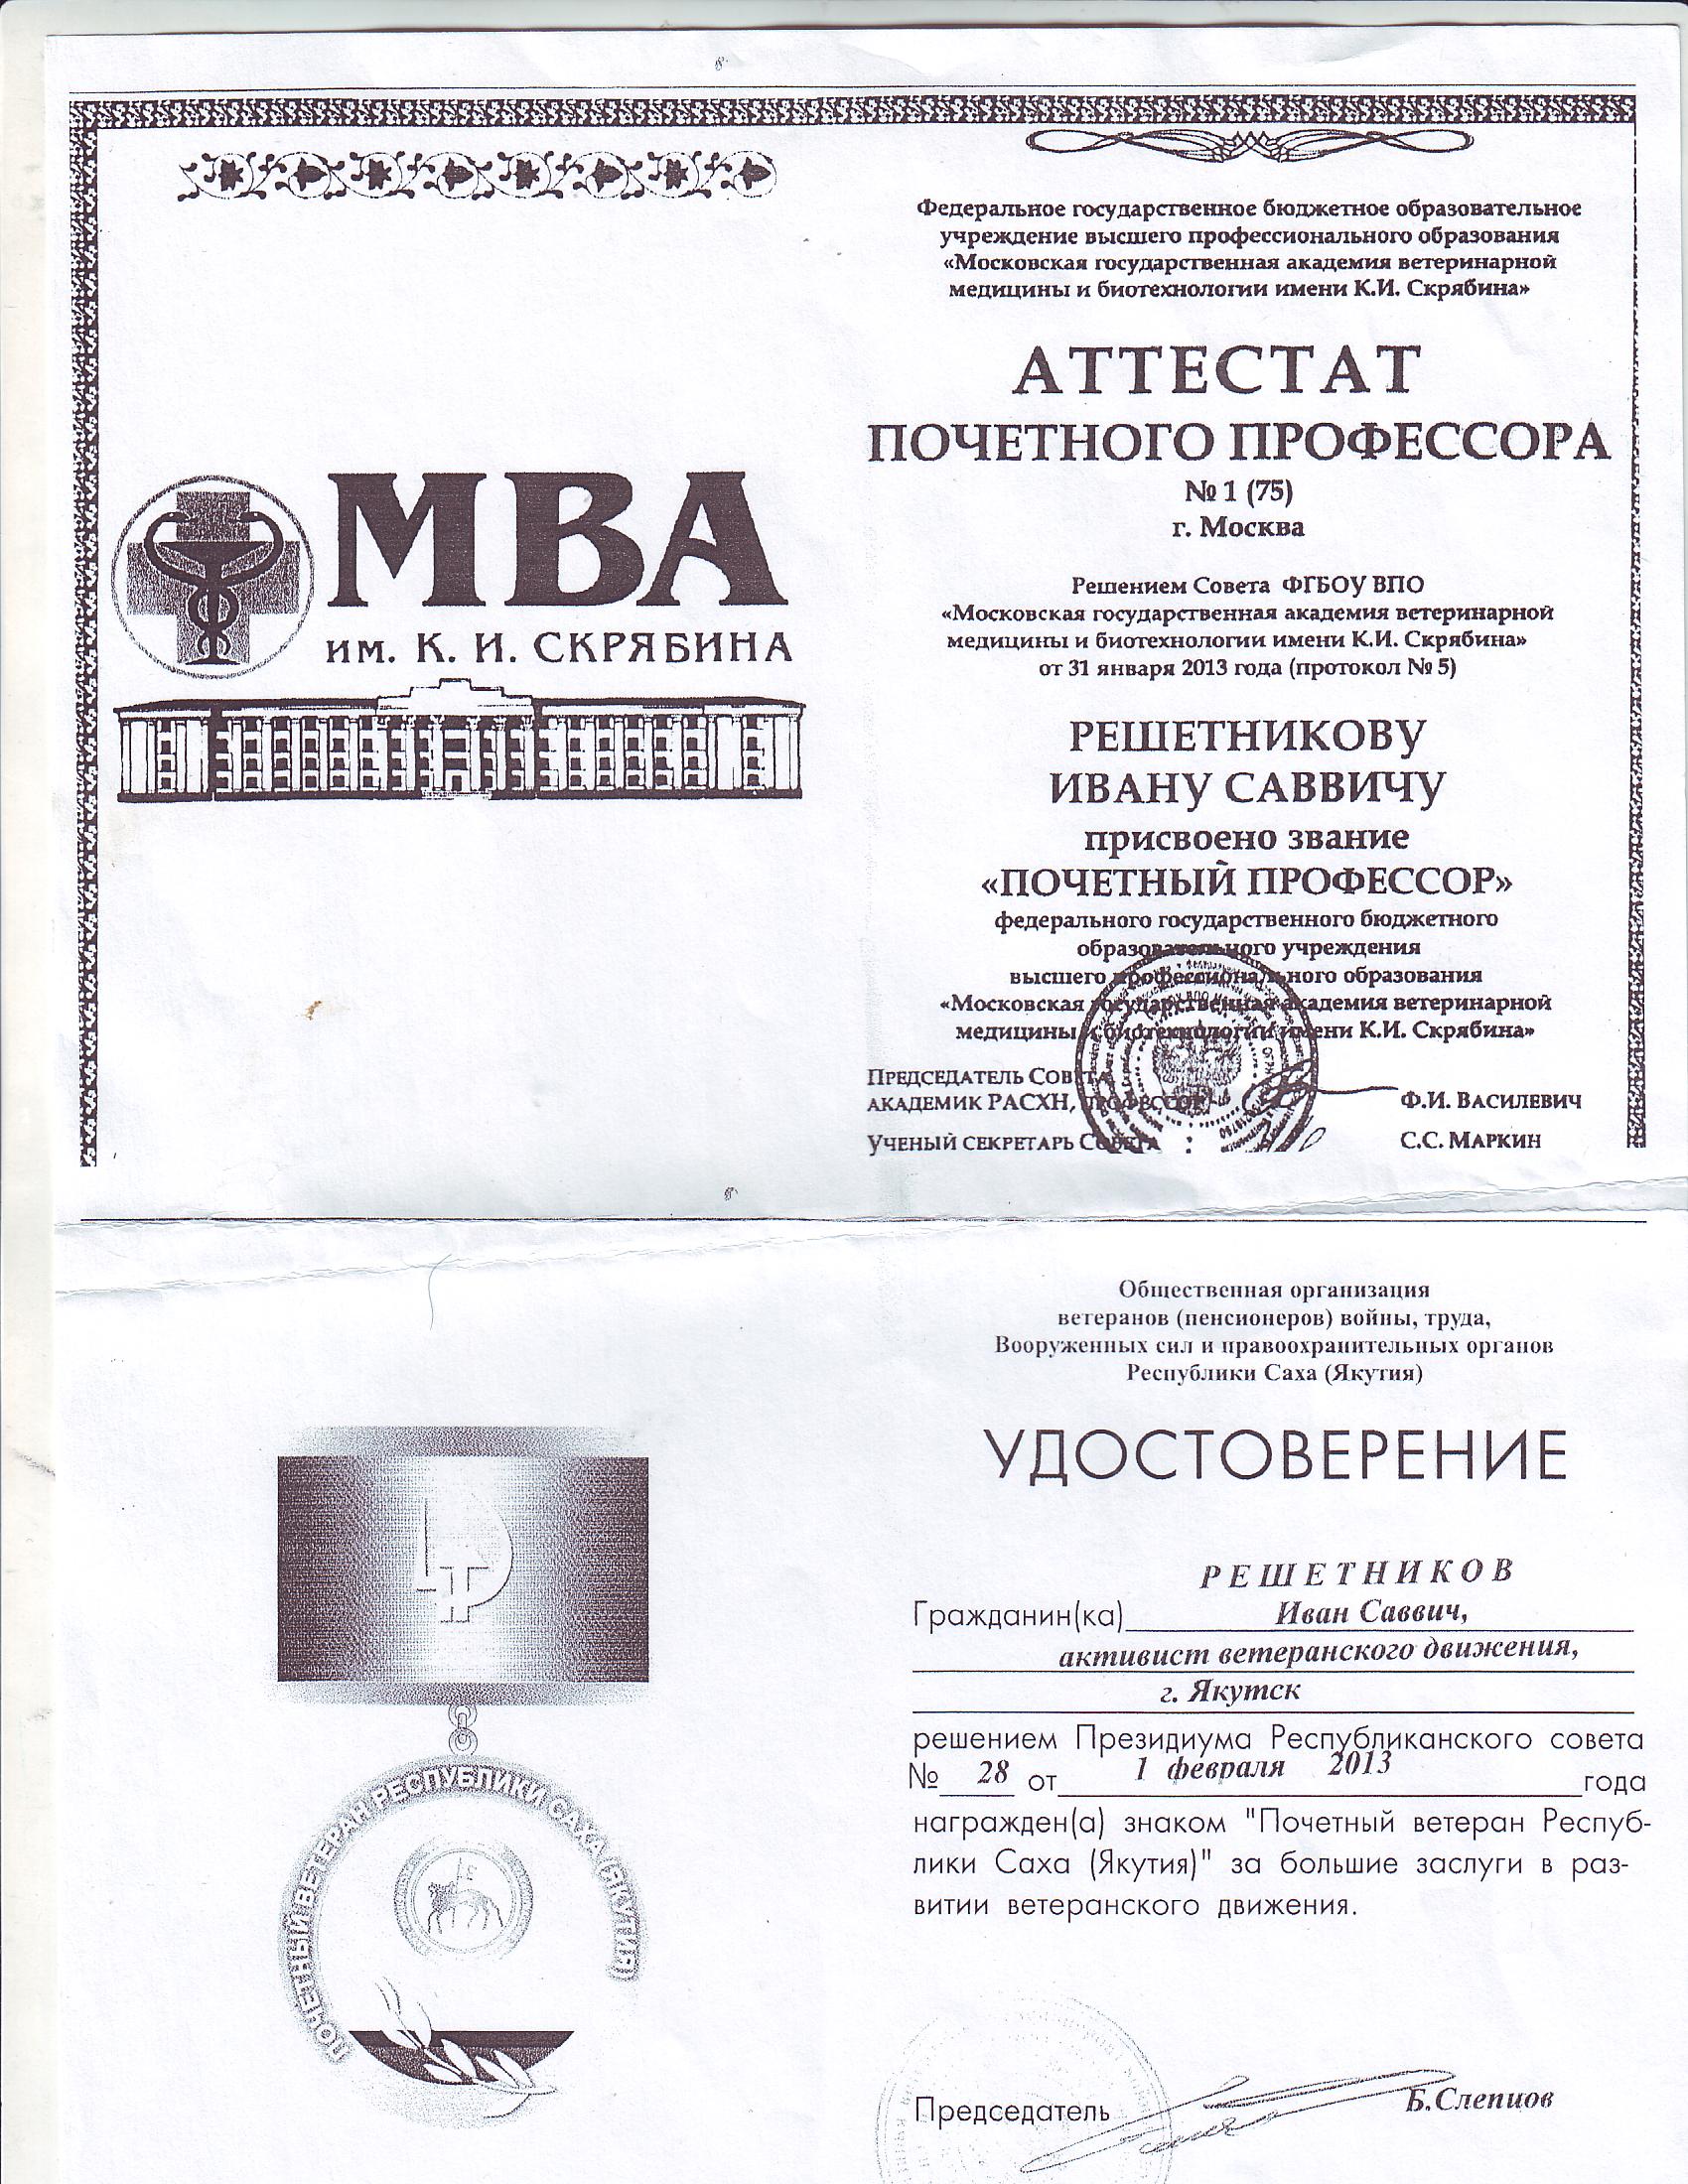 МВА
им. К. И. СКРЯБИНА
Федеральное государственное бюджетное образовательное
учреждение высшего профессионального образования
«Московская государственная академия ветеринарной
медицины и биотехнологии имени К.И. Скрябина»
АТТЕСТАТ
ПОЧЕТНОГО ПРОФЕССОРА
№ 1 (75)
г. Москва
Решением Совета ФГБОУ ВПО
«Московская государственная академия ветеринарной
медицины и биотехнологии имени К.И. Скрябина»
от 31 января 2013 года (протокол № 5)
РЕШЕТНИКОВУ
ИВАНУ САВВИЧУ
присвоено звание
«ПОЧЕТНЫЙ ПРОФЕССОР»
федерального государственного бюджетного
образовательного учреждения
высшего профессионального образования
«Московская государственная академия ветеринарной
медицины и биотехнологии имени К.И. Скрябина»
Председатель Совета
академик РАСХН, профессор Ф.И. Василевич
Ученый секретарь Совета С.С. Маркин
ПОЧЕТНЫЙ ВЕТЕРАН РЕСПУБЛИКИ САХА (ЯКУТИЯ)
Общественная организация
ветеранов (пенсионеров) войны, труда,
Вооруженных сил и правоохранительных органов
Республики Саха (Якутия)
УДОСТОВЕРЕНИЕ
РЕШЕТНИКОВ
Гражданин(ка) Иван Саввич,
активист ветеранского движения,
г. Якутск
решением Президиума Республиканского совета
№ 28 от 1 февраля 2013 года
награжден(а) знаком "Почетный ветеран Респуб-
лики Саха (Якутия)" за большие заслуги в раз-
витии ветеранского движения.
Председатель Б.Слепцов